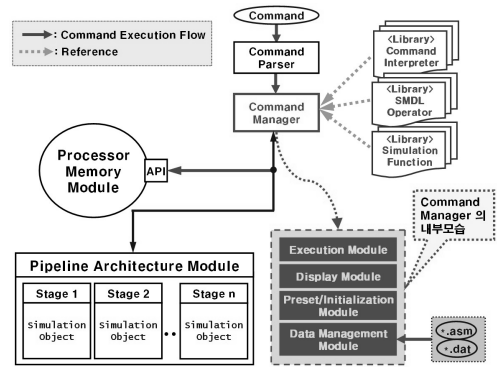 : Command Execution Flow
: Reference
Command
Command
Parser
Command
Manager
<Library>
Command
Interpreter
<Library>
SMDL
Operator
<Library>
Simulation
Function
Processor
Memory
Module
API
Command
Manager 의
내부모습
Pipeline Architecture Module
Stage 1
Simulation
Object
Stage 2
Simulation
Object
..
Stage n
Simulation
Object
Execution Module
Display Module
Preset/Initialization
Module
Data Management
Module
*.asm
*.dat